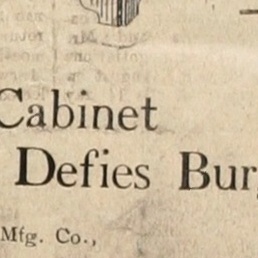 Cabinet
Defies Bur
Mfg. Co.,